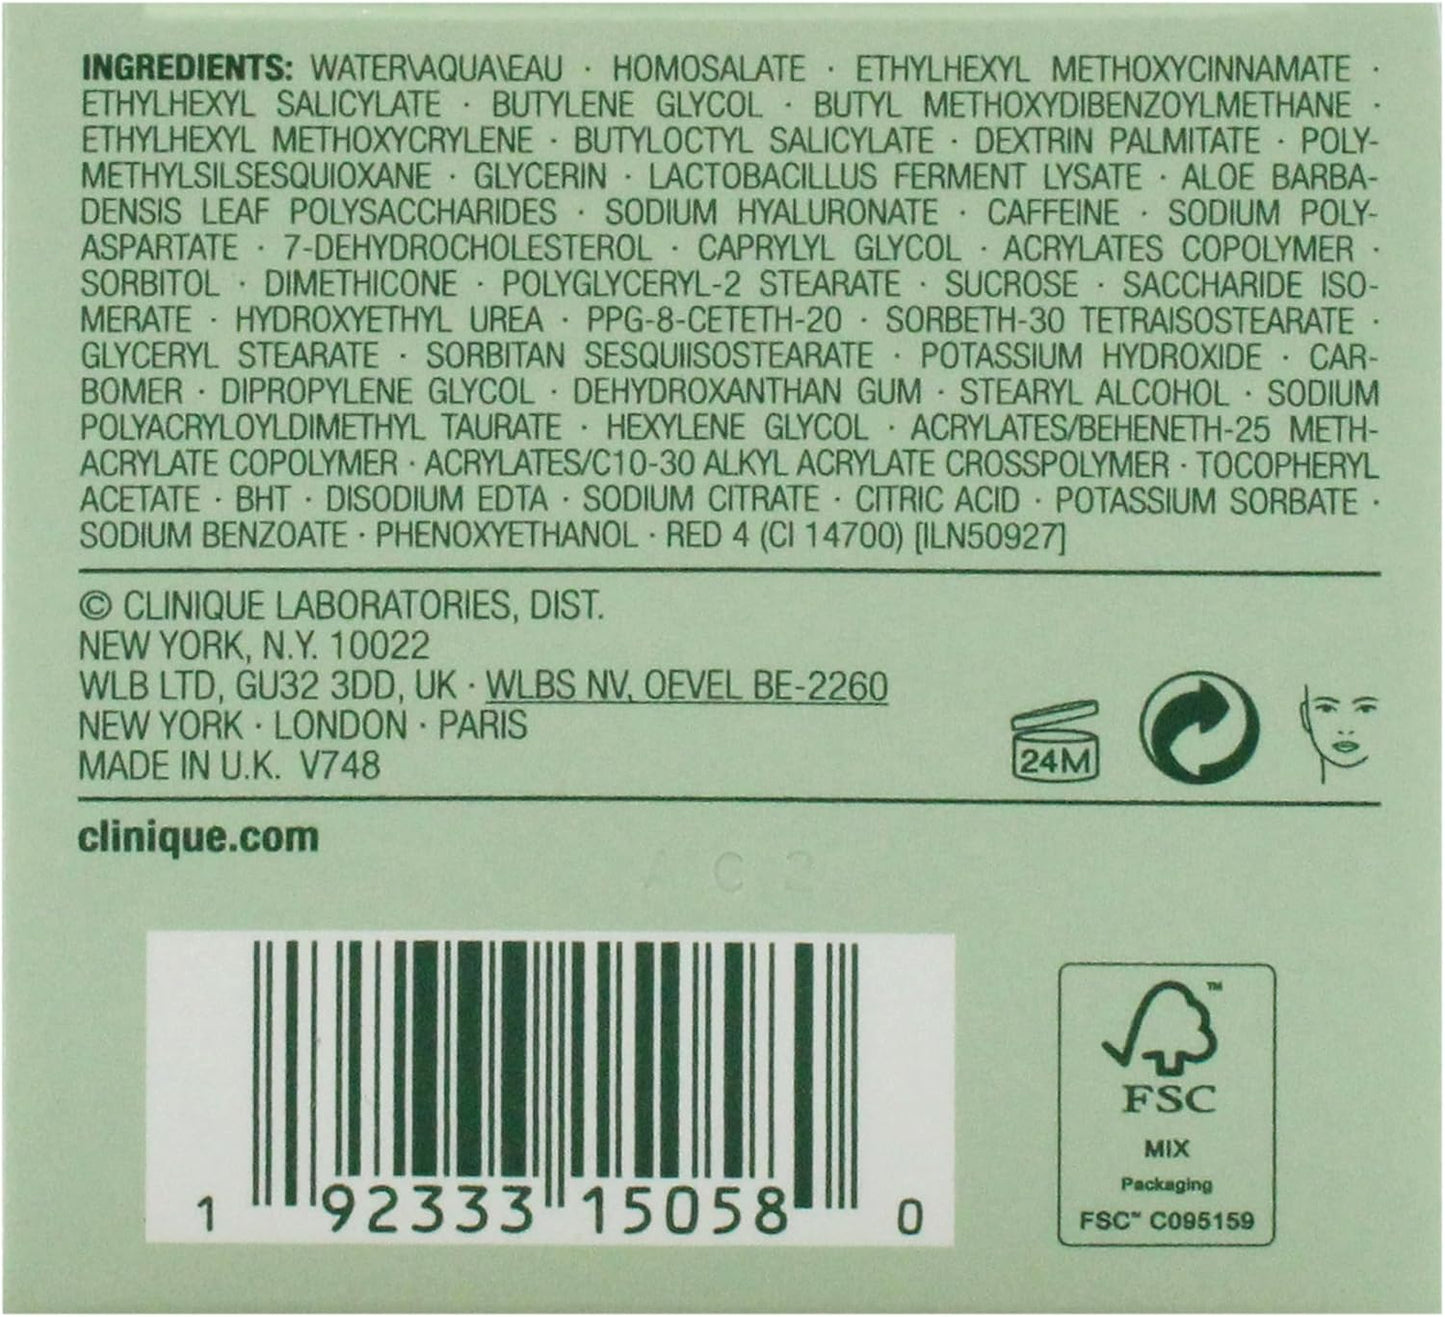 INGREDIENTS: WATER\AQUA\EAU · HOMOSALATE · ETHYLHEXYL METHOXYCINNAMATE ·
ETHYLHEXYL SALICYLATE · BUTYLENE GLYCOL · BUTYL METHOXYDIBENZOYLMETHANE ·
ETHYLHEXYL METHOXYCRYLENE · BUTYLOCTYL SALICYLATE · DEXTRIN PALMITATE · POLY-
METHYLSILSESQUIOXANE · GLYCERIN · LACTOBACILLUS FERMENT LYSATE · ALOE BARBA-
DENSIS LEAF POLYSACCHARIDES · SODIUM HYALURONATE · CAFFEINE · SODIUM POLY-
ASPARTATE · 7-DEHYDROCHOLESTEROL · CAPRYLYL GLYCOL · ACRYLATES COPOLYMER ·
SORBITOL · DIMETHICONE · POLYGLYCERYL-2 STEARATE · SUCROSE · SACCHARIDE ISO-
MERATE · HYDROXYETHYL UREA · PPG-8-CETETH-20 · SORBETH-30 TETRAISOSTEARATE ·
GLYCERYL STEARATE · SORBITAN SESQUIISOSTEARATE · POTASSIUM HYDROXIDE · CAR-
BOMER · DIPROPYLENE GLYCOL · DEHYDROXANTHAN GUM · STEARYL ALCOHOL · SODIUM
POLYACRYLOYLDIMETHYL TAURATE · HEXYLENE GLYCOL · ACRYLATES/BEHENETH-25 METH-
ACRYLATE COPOLYMER · ACRYLATES/C10-30 ALKYL ACRYLATE CROSSPOLYMER · TOCOPHERYL
ACETATE · BHT · DISODIUM EDTA · SODIUM CITRATE · CITRIC ACID · POTASSIUM SORBATE ·
SODIUM BENZOATE · PHENOXYETHANOL · RED 4 (CI 14700) [ILN50927]
© CLINIQUE LABORATORIES, DIST.
NEW YORK, N.Y. 10022
WLB LTD, GU32 3DD, UK · WLBS NV, OEVEL BE-2260
NEW YORK · LONDON · PARIS
MADE IN U.K. V748
24M
clinique.com
A C 2
1 92333 15058 0
™
FSC
MIX
Packaging
FSC™ C095159